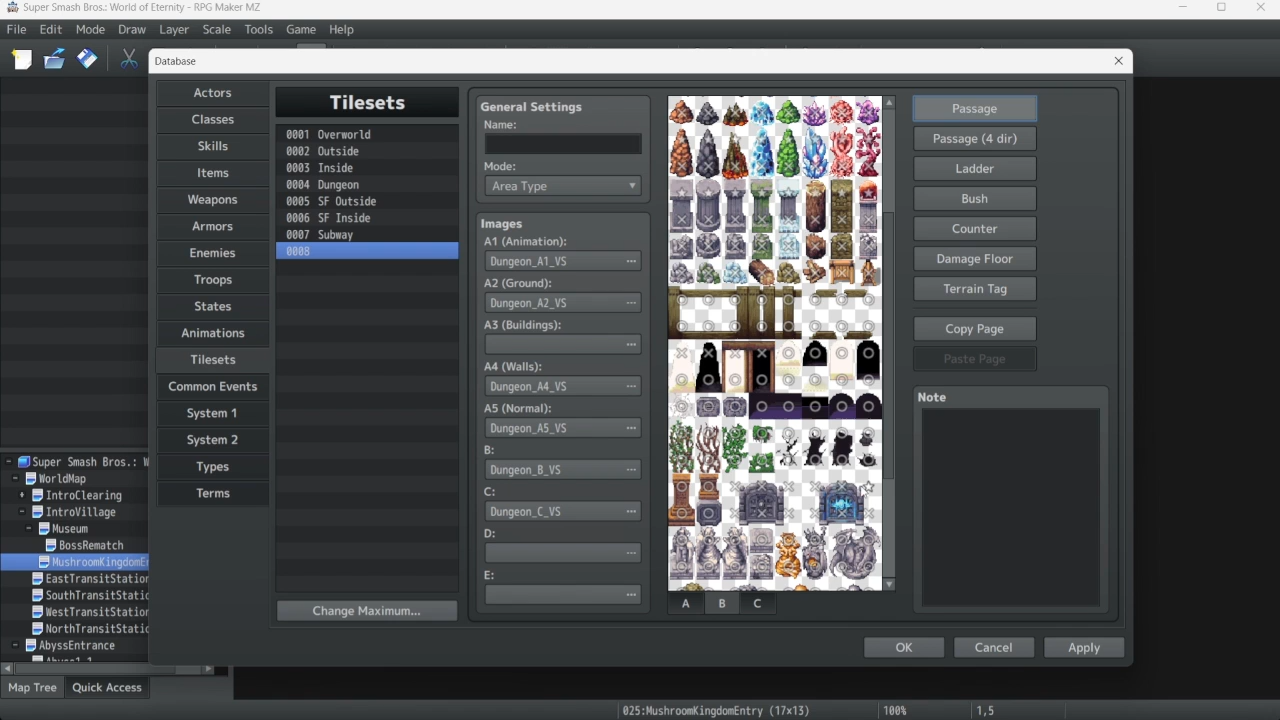 Super Smash Bros.: World of Eternity - RPG Maker MZ
File Edit Mode Draw Layer Scale Tools Game Help
Database
Actors
Classes
Skills
Items
Weapons
Armors
Enemies
Troops
States
Animations
Tilesets
Common Events
System 1
System 2
Types
Terms
Tilesets
0001 Overworld
0002 Outside
0003 Inside
0004 Dungeon
0005 SF Outside
0006 SF Inside
0007 Subway
0008
Change Maximum...
General Settings
Name:
Mode:
Area Type
Images
A1 (Animation):
Dungeon_A1_VS
A2 (Ground):
Dungeon_A2_VS
A3 (Buildings):
A4 (Walls):
Dungeon_A4_VS
A5 (Normal):
Dungeon_A5_VS
B:
Dungeon_B_VS
C:
Dungeon_C_VS
D:
E:
A B C
Passage
Passage (4 dir)
Ladder
Bush
Counter
Damage Floor
Terrain Tag
Copy Page
Paste Page
Note
OK Cancel Apply
Super Smash Bros.: W
WorldMap
IntroClearing
IntroVillage
Museum
BossRematch
MushroomKingdomEn
EastTransitStation
SouthTransitStatic
WestTransitStation
NorthTransitStatic
AbyssEntrance
Map Tree Quick Access
025:MushroomKingdomEntry (17x13) 100% 1,5